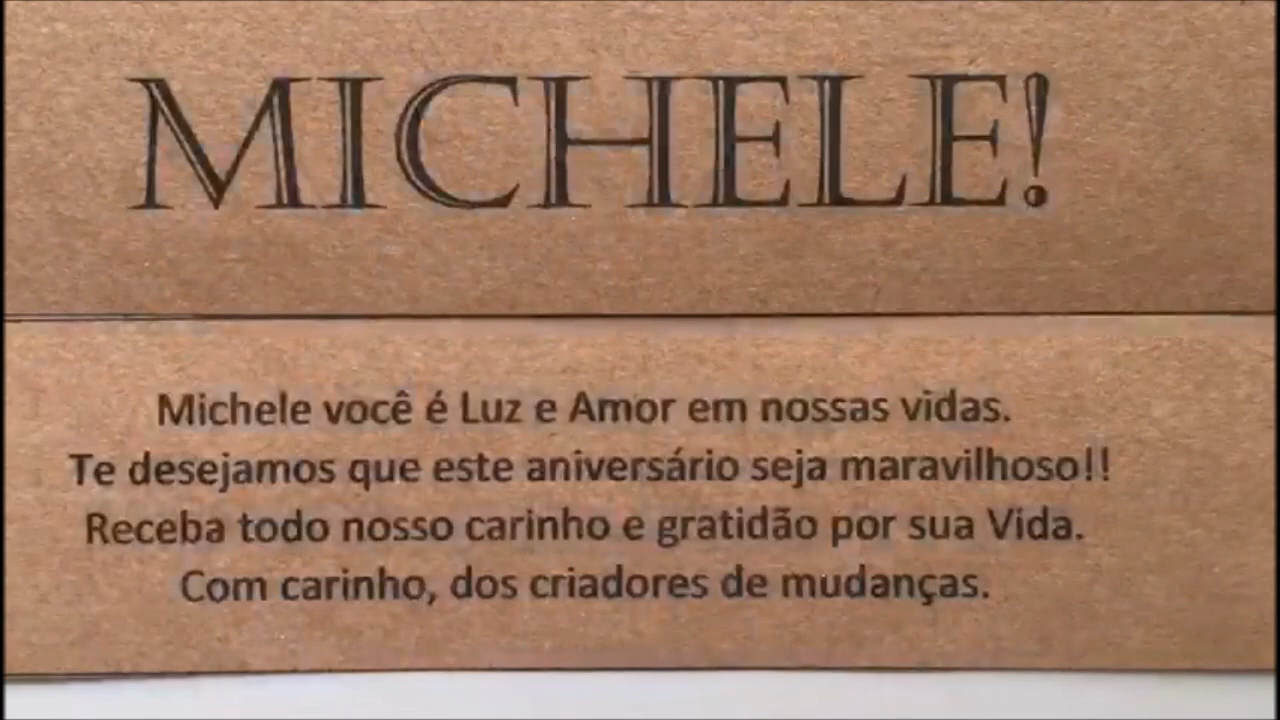 MICHELE!
Michele você é Luz e Amor em nossas vidas.
Te desejamos que este aniversário seja maravilhoso!!
Receba todo nosso carinho e gratidão por sua Vida.
Com carinho, dos criadores de mudanças.